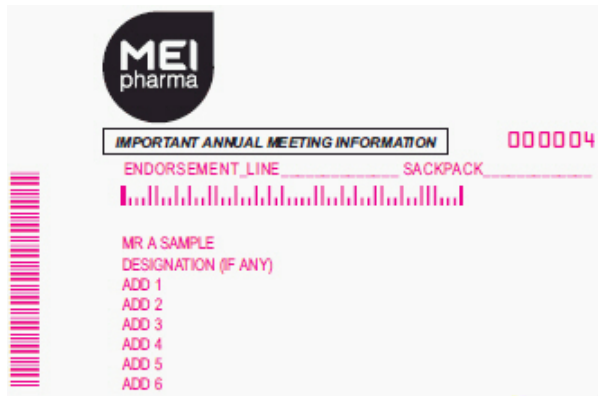 MEI
pharma
IMPORTANT ANNUAL MEETING INFORMATION 000004
ENDORSEMENT_LINE______________ SACKPACK_____________
MR A SAMPLE
DESIGNATION (IF ANY)
ADD 1
ADD 2
ADD 3
ADD 4
ADD 5
ADD 6